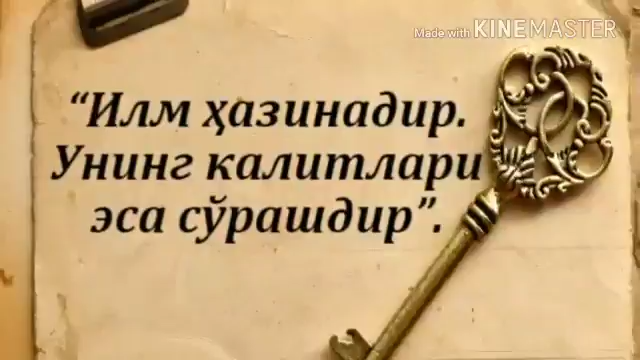 Made with KINEMASTER
“Илм ҳазинадир.
Унинг калитлари
эса сўрашдир”.